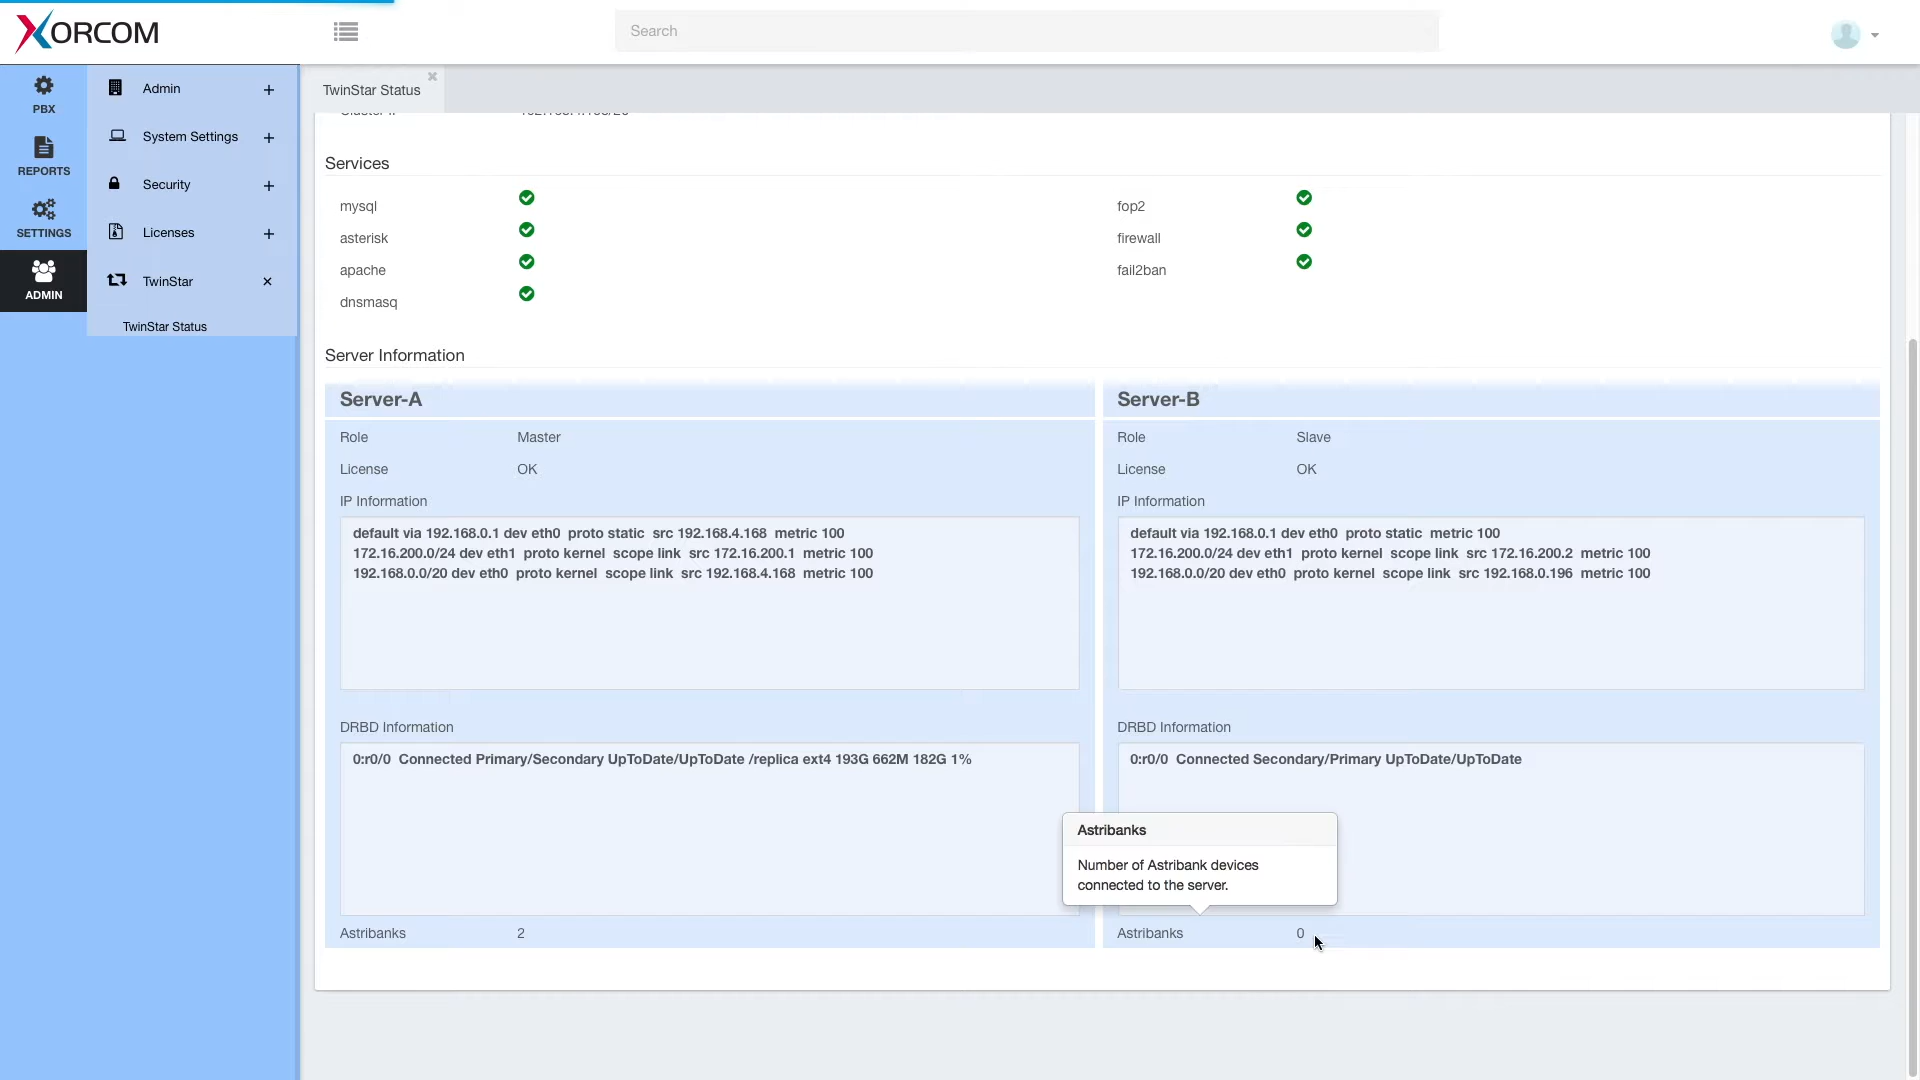 XORCOM
Search
PBX
REPORTS
SETTINGS
ADMIN
Admin
System Settings
Security
Licenses
TwinStar
TwinStar Status
TwinStar Status
Services
mysql
asterisk
apache
dnsmasq
fop2
firewall
fail2ban
Server Information
Server-A
Role Master
License OK
IP Information
default via 192.168.0.1 dev eth0 proto static src 192.168.4.168 metric 100
172.16.200.0/24 dev eth1 proto kernel scope link src 172.16.200.1 metric 100
192.168.0.0/20 dev eth0 proto kernel scope link src 192.168.4.168 metric 100
DRBD Information
0:r0/0 Connected Primary/Secondary UpToDate/UpToDate /replica ext4 193G 662M 182G 1%
Astribanks 2
Server-B
Role Slave
License OK
IP Information
default via 192.168.0.1 dev eth0 proto static metric 100
172.16.200.0/24 dev eth1 proto kernel scope link src 172.16.200.2 metric 100
192.168.0.0/20 dev eth0 proto kernel scope link src 192.168.0.196 metric 100
DRBD Information
0:r0/0 Connected Secondary/Primary UpToDate/UpToDate
Astribanks
Number of Astribank devices
connected to the server.
Astribanks 0